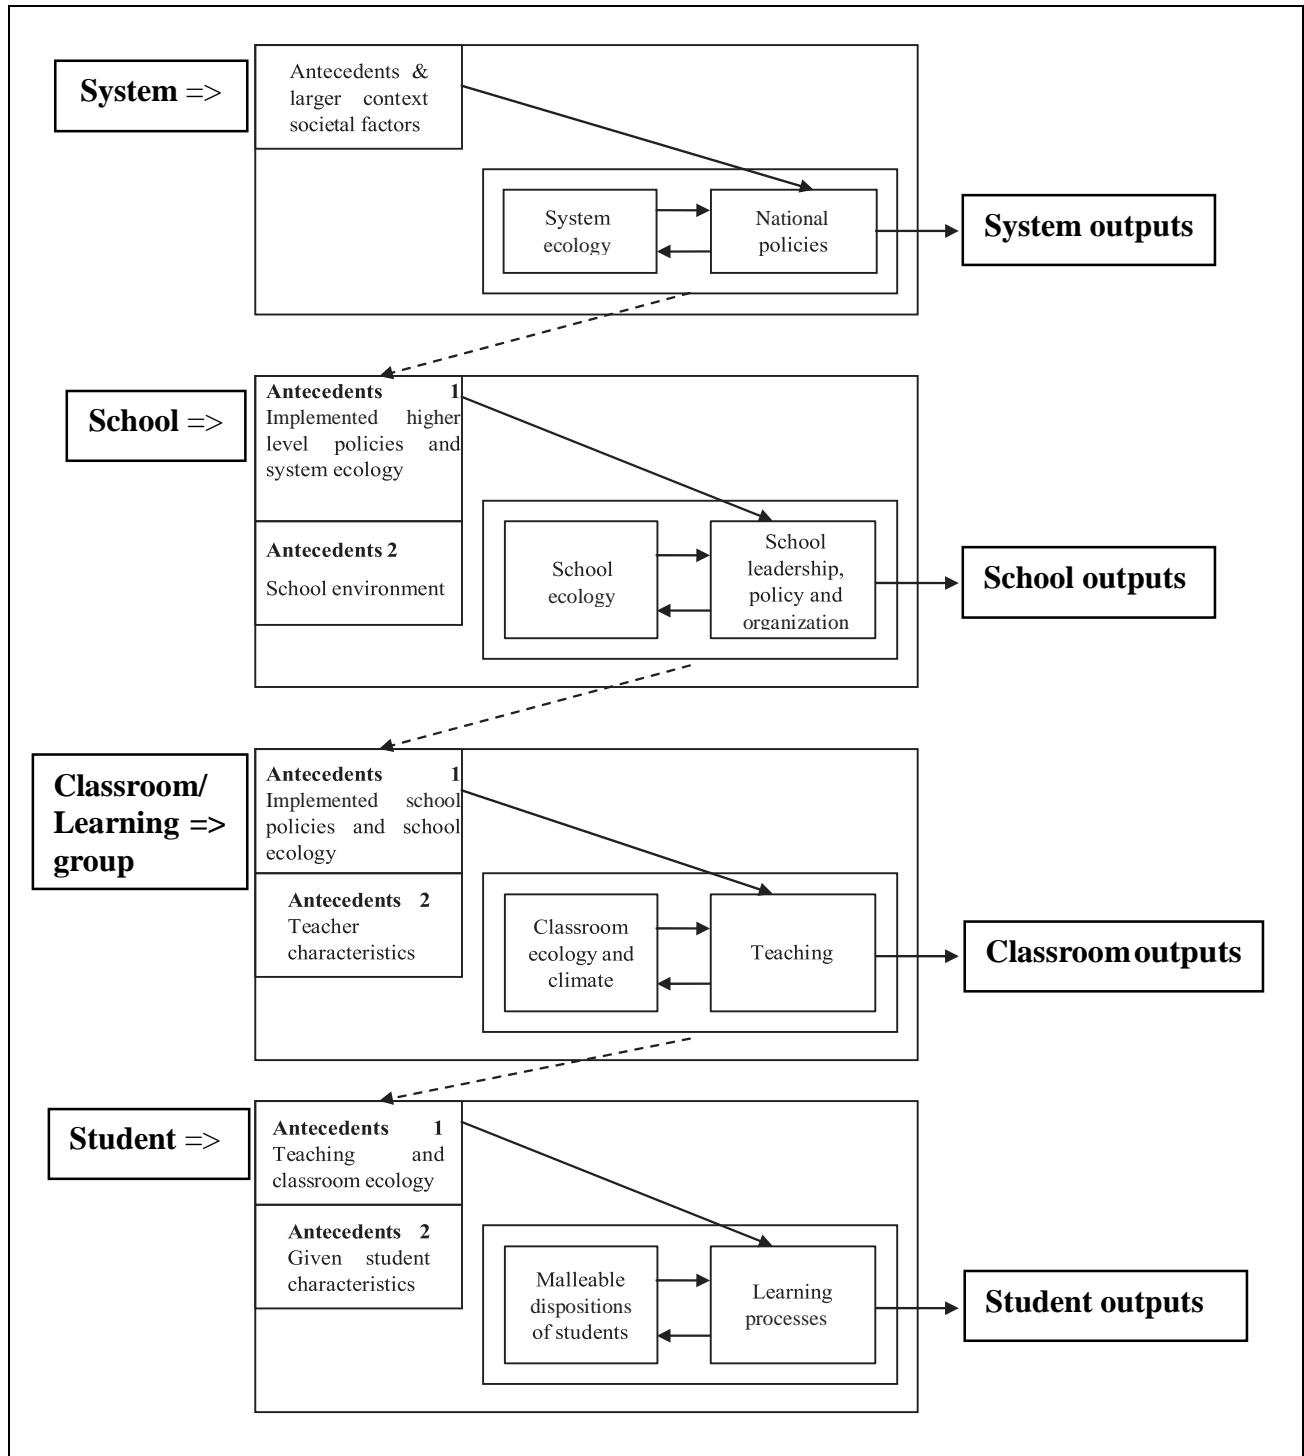 System =>
Antecedents &
larger context
societal factors
System
ecology
National
policies
System outputs
School =>
Antecedents 1
Implemented higher
level policies and
system ecology
Antecedents 2
School environment
School
ecology
School
leadership,
policy and
organization
School outputs
Classroom/
Learning =>
group
Antecedents 1
Implemented school
policies and school
ecology
Antecedents 2
Teacher
characteristics
Classroom
ecology and
climate
Teaching
Classroom outputs
Student =>
Antecedents 1
Teaching and
classroom ecology
Antecedents 2
Given student
characteristics
Malleable
dispositions
of students
Learning
processes
Student outputs